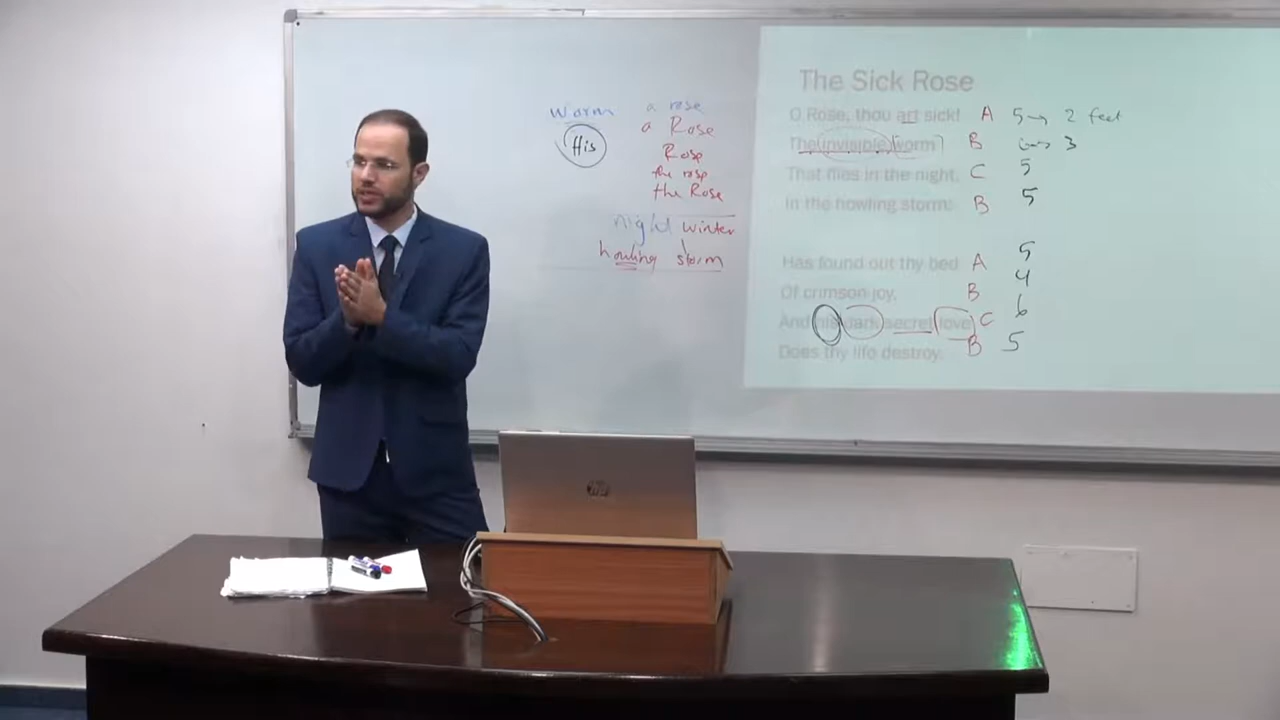 Worm
His
a rose
a Rose
Rose
the rose
the Rose
night winter
howling storm
The Sick Rose
O Rose, thou art sick! A 5 → 2 feet
The invisible worm B 3
That flies in the night, C 5
In the howling storm: B 5
Has found out thy bed A 5
Of crimson joy, B 4
And his dark secret love C 6
Does thy life destroy. B 5
hp